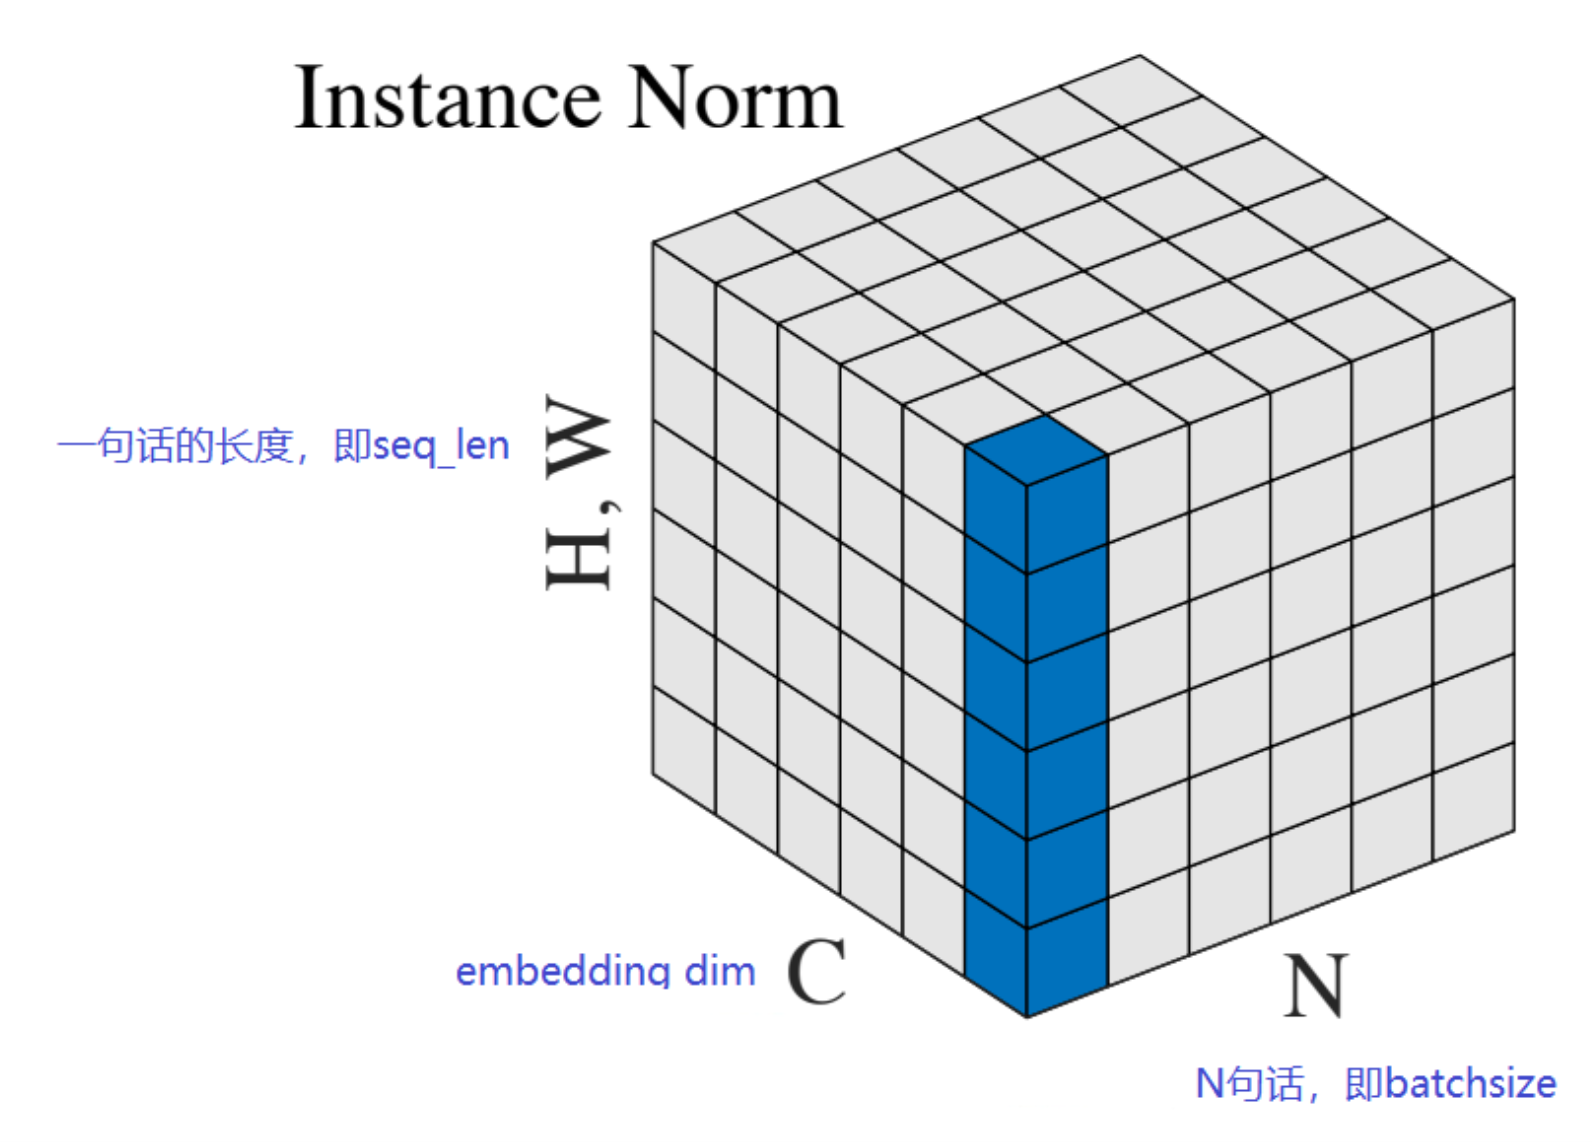 Instance Norm
H, W
一句话的长度，即seq_len
embedding dim
C
N
N句话，即batchsize